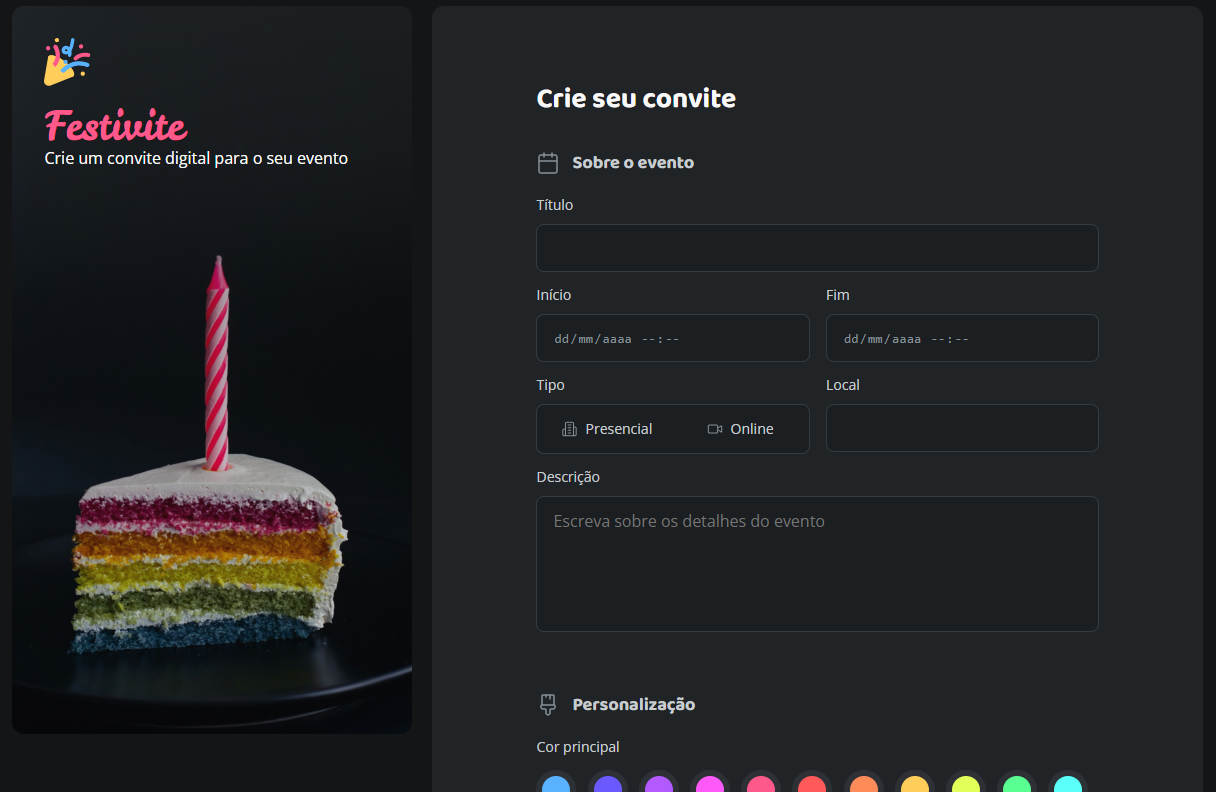 Festivite
Crie um convite digital para o seu evento
Crie seu convite
Sobre o evento
Título
Início
Fim
dd/mm/aaaa --:--
dd/mm/aaaa --:--
Tipo
Local
Presencial
Online
Descrição
Escreva sobre os detalhes do evento
Personalização
Cor principal